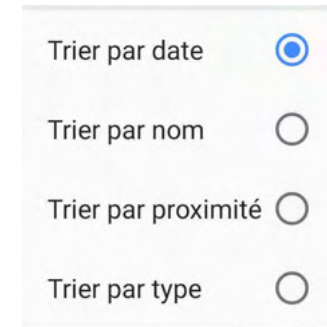 Trier par date
Trier par nom
Trier par proximité
Trier par type